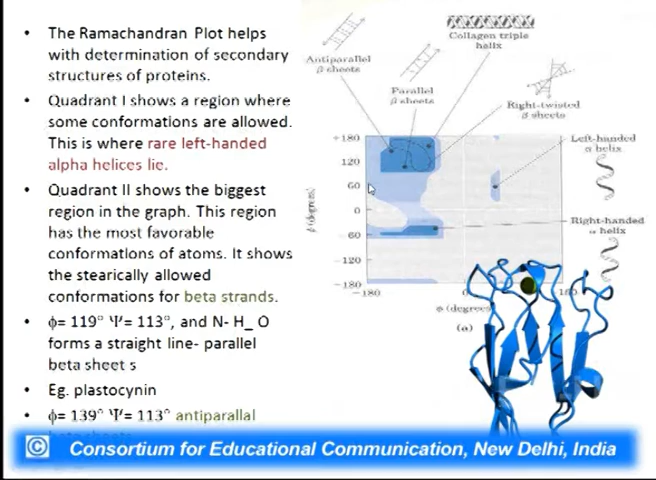 • The Ramachandran Plot helps
with determination of secondary
structures of proteins.
• Quadrant I shows a region where
some conformations are allowed.
This is where rare left-handed
alpha helices lie.
• Quadrant II shows the biggest
region in the graph. This region
has the most favorable
conformations of atoms. It shows
the stearically allowed
conformations for beta strands.
• ϕ= 119° Ψ= 113°, and N- H_ O
forms a straight line- parallel
beta sheet s
• Eg. plastocynin
• ϕ= 139° Ψ= 113° antiparallal
Collagen triple
helix
Antiparallel
β sheets
Parallel
β sheets
Right-twisted
β sheets
Left-handed
α helix
Right-handed
α helix
+180
120
60
0
−60
−120
−180
(degrees)
−180
0
φ (degrees
(a)
© Consortium for Educational Communication, New Delhi, India